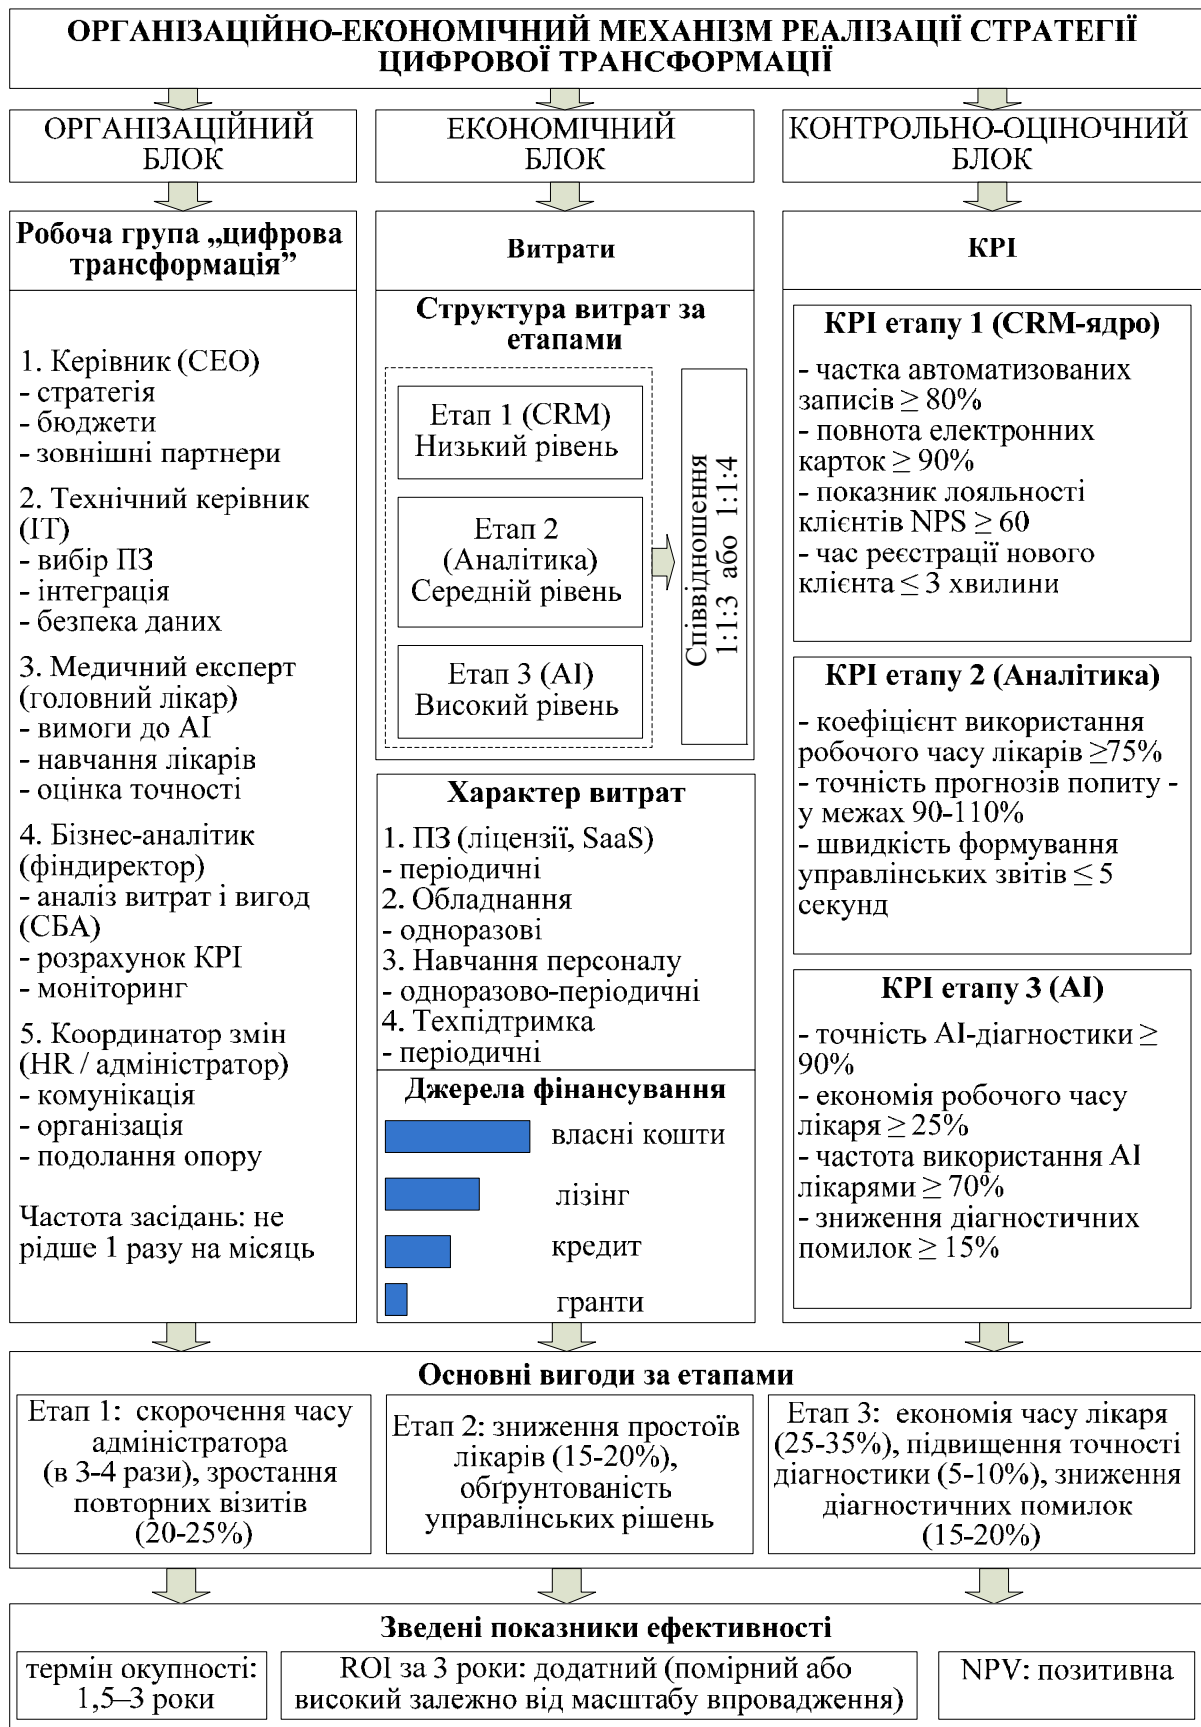 ОРГАНІЗАЦІЙНО-ЕКОНОМІЧНИЙ МЕХАНІЗМ РЕАЛІЗАЦІЇ СТРАТЕГІЇ
ЦИФРОВОЇ ТРАНСФОРМАЦІЇ
ОРГАНІЗАЦІЙНИЙ
БЛОК
ЕКОНОМІЧНИЙ
БЛОК
КОНТРОЛЬНО-ОЦІНОЧНИЙ
БЛОК
Робоча група „цифрова
трансформація”
1. Керівник (CEO)
- стратегія
- бюджети
- зовнішні партнери
2. Технічний керівник
(ІТ)
- вибір ПЗ
- інтеграція
- безпека даних
3. Медичний експерт
(головний лікар)
- вимоги до АІ
- навчання лікарів
- оцінка точності
4. Бізнес-аналітик
(фіндиректор)
- аналіз витрат і вигод
(СБА)
- розрахунок КРІ
- моніторинг
5. Координатор змін
(HR / адміністратор)
- комунікація
- організація
- подолання опору
Частота засідань: не
рідше 1 разу на місяць
Витрати
Структура витрат за
етапами
Етап 1 (CRM)
Низький рівень
Етап 2
(Аналітика)
Середній рівень
Етап 3 (АІ)
Високий рівень
Співвідношення
1:1:3 або 1:1:4
Характер витрат
1. ПЗ (ліцензії, SaaS)
- періодичні
2. Обладнання
- одноразові
3. Навчання персоналу
- одноразово-періодичні
4. Техпідтримка
- періодичні
Джерела фінансування
власні кошти
лізінг
кредит
гранти
КРІ
КРІ етапу 1 (CRM-ядро)
- частка автоматизованих
записів ≥ 80%
- повнота електронних
карток ≥ 90%
- показник лояльності
клієнтів NPS ≥ 60
- час реєстрації нового
клієнта ≤ 3 хвилини
КРІ етапу 2 (Аналітика)
- коефіцієнт використання
робочого часу лікарів ≥75%
- точність прогнозів попиту -
у межах 90-110%
- швидкість формування
управлінських звітів ≤ 5
секунд
КРІ етапу 3 (АІ)
- точність АІ-діагностики ≥
90%
- економія робочого часу
лікаря ≥ 25%
- частота використання АІ
лікарями ≥ 70%
- зниження діагностичних
помилок ≥ 15%
Основні вигоди за етапами
Етап 1: скорочення часу
адміністратора
(в 3-4 рази), зростання
повторних візитів
(20-25%)
Етап 2: зниження простоїв
лікарів (15-20%),
обґрунтованість
управлінських рішень
Етап 3: економія часу лікаря
(25-35%), підвищення точності
діагностики (5-10%), зниження
діагностичних помилок
(15-20%)
Зведені показники ефективності
термін окупності:
1,5–3 роки
ROI за 3 роки: додатний (помірний або
високий залежно від масштабу впровадження)
NPV: позитивна